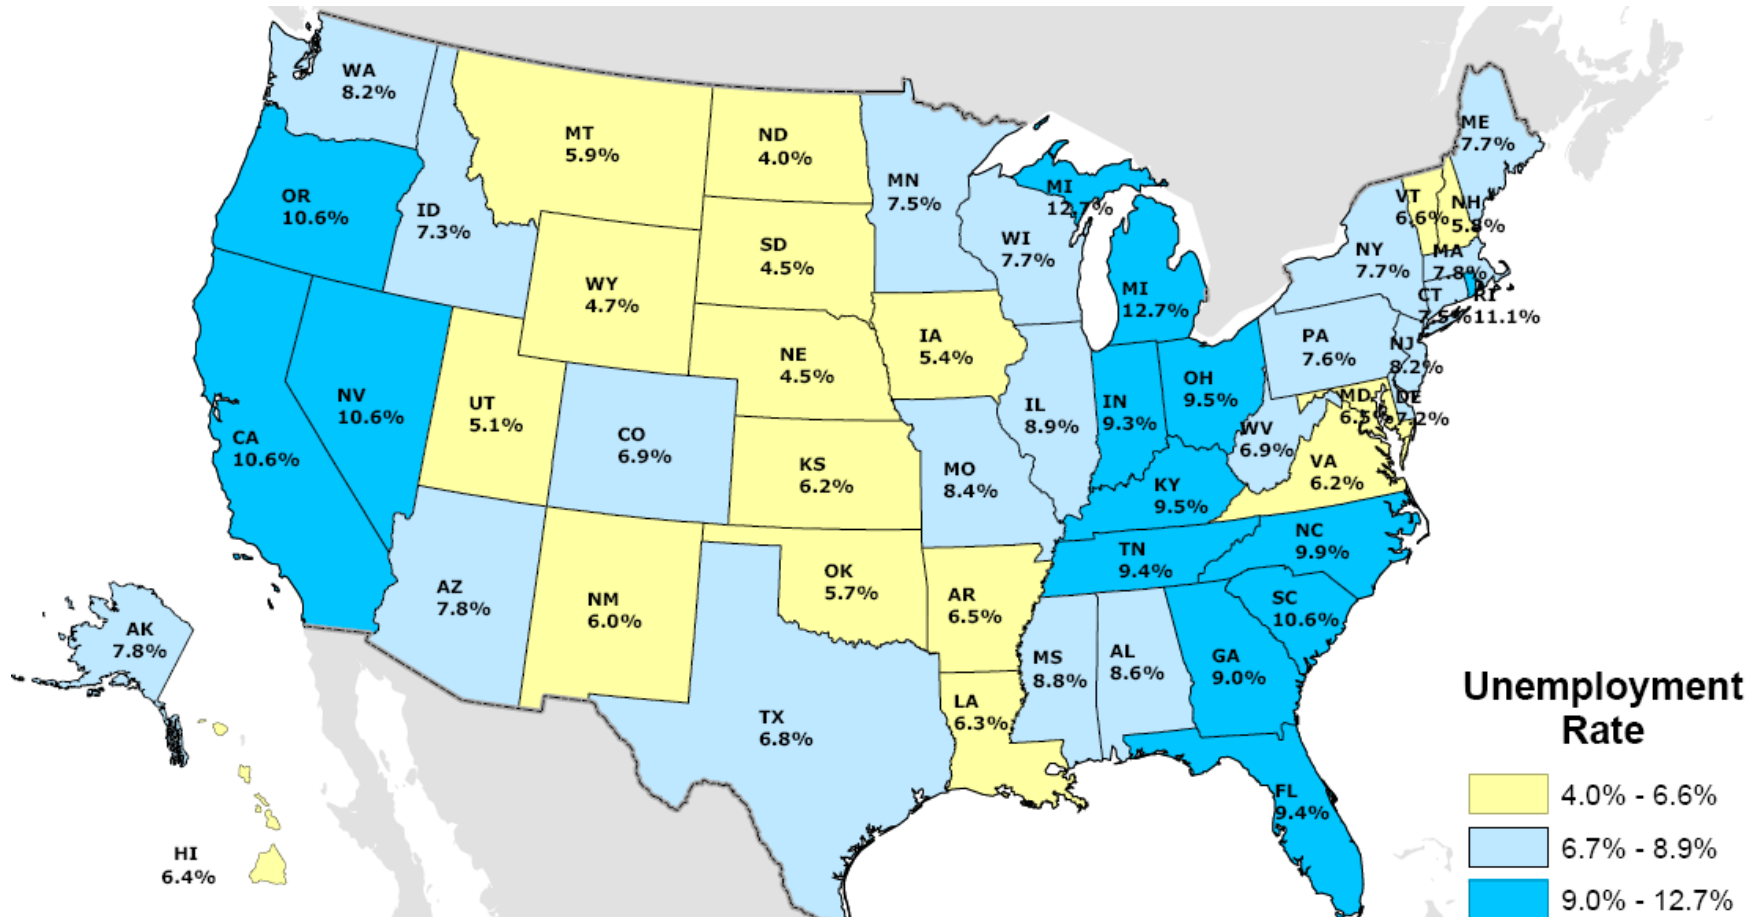 WA
8.2%
MT
5.9%
ND
4.0%
MN
7.5%
ME
7.7%
OR
10.6%
ID
7.3%
SD
4.5%
WI
7.7%
MI
12.7%
MI
12.7%
VT
6.6%
NH
5.8%
NY
7.7%
MA
7.8%
CT
7.5%
RI
11.1%
WY
4.7%
IA
5.4%
NE
4.5%
PA
7.6%
NJ
8.2%
NV
10.6%
UT
5.1%
CO
6.9%
IL
8.9%
IN
9.3%
OH
9.5%
MD
6.5%
DE
7.2%
CA
10.6%
KS
6.2%
MO
8.4%
WV
6.9%
VA
6.2%
KY
9.5%
AZ
7.8%
NM
6.0%
OK
5.7%
AR
6.5%
TN
9.4%
NC
9.9%
SC
10.6%
AK
7.8%
TX
6.8%
LA
6.3%
MS
8.8%
AL
8.6%
GA
9.0%
FL
9.4%
HI
6.4%
Unemployment
Rate
4.0% - 6.6%
6.7% - 8.9%
9.0% - 12.7%